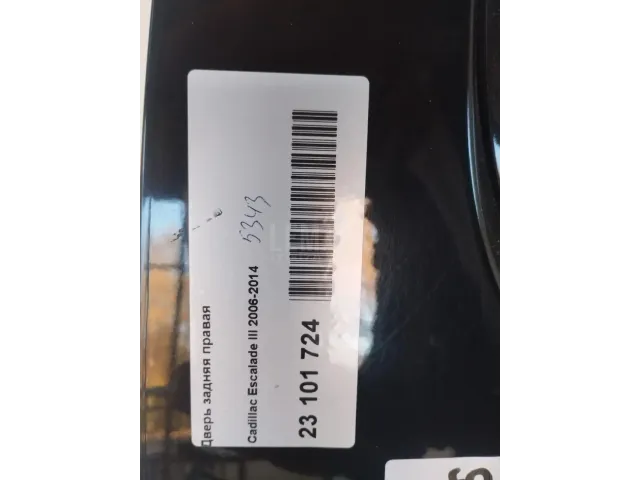 Дверь задняя правая
Cadillac Escalade III 2006-2014
5343
23 101 724